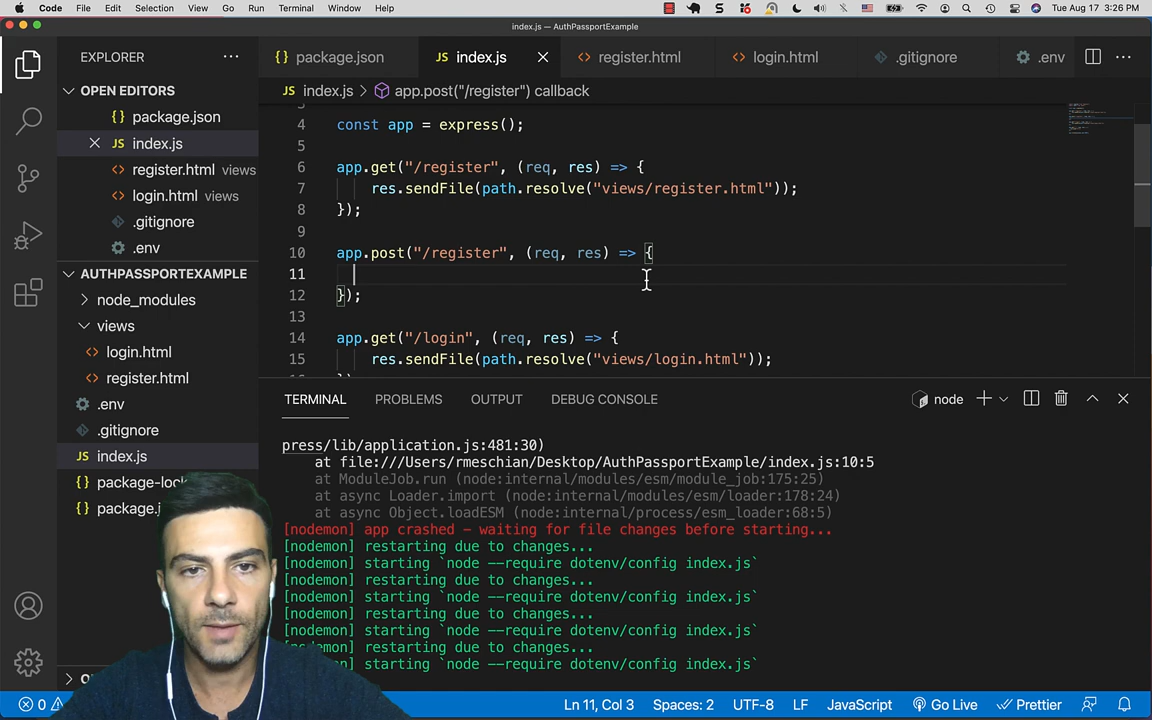 Code File Edit Selection View Go Run Terminal Window Help Tue Aug 17 3:26 PM
index.js — AuthPassportExample
EXPLORER
package.json index.js register.html login.html .gitignore .env
OPEN EDITORS
index.js > app.post("/register") callback
package.json
index.js
register.html views
login.html views
.gitignore
.env
AUTHPASSPORTEXAMPLE
node_modules
views
login.html
register.html
.env
.gitignore
index.js
package-lock
package.j
4 const app = express();
5
6 app.get("/register", (req, res) => {
7 res.sendFile(path.resolve("views/register.html"));
8 });
9
10 app.post("/register", (req, res) => {
11
12 });
13
14 app.get("/login", (req, res) => {
15 res.sendFile(path.resolve("views/login.html"));
TERMINAL PROBLEMS OUTPUT DEBUG CONSOLE node
press/lib/application.js:481:30)
at file:///Users/rmeschian/Desktop/AuthPassportExample/index.js:10:5
at ModuleJob.run (node:internal/modules/esm/module_job:175:25)
at async Loader.import (node:internal/modules/esm/loader:178:24)
at async Object.loadESM (node:internal/process/esm_loader:68:5)
[nodemon] app crashed - waiting for file changes before starting...
[nodemon] restarting due to changes...
[nodemon] starting `node --require dotenv/config index.js`
[nodemon] restarting due to changes...
[nodemon] starting `node --require dotenv/config index.js`
[nodemon] restarting due to changes...
[nodemon] starting `node --require dotenv/config index.js`
[nodemon] restarting due to changes...
[nodemon] starting `node --require dotenv/config index.js`
0 Ln 11, Col 3 Spaces: 2 UTF-8 LF JavaScript Go Live Prettier